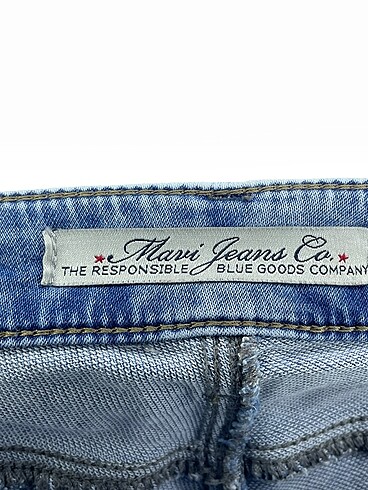 Mavi Jeans Co.
THE RESPONSIBLE BLUE GOODS COMPANY